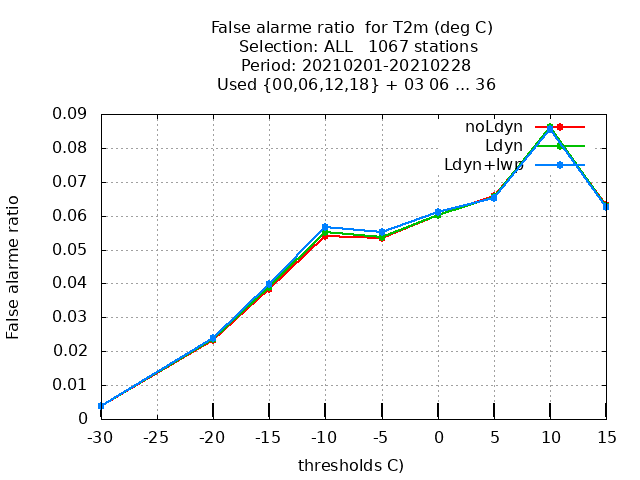 False alarme ratio  for T2m (deg C)
Selection: ALL   1067 stations
Period: 20210201-20210228
Used {00,06,12,18} + 03 06 ... 36
False alarme ratio
0.09
0.08
0.07
0.06
0.05
0.04
0.03
0.02
0.01
0
noLdyn
Ldyn
Ldyn+lwp
-30 -25 -20 -15 -10 -5 0 5 10 15
thresholds C)